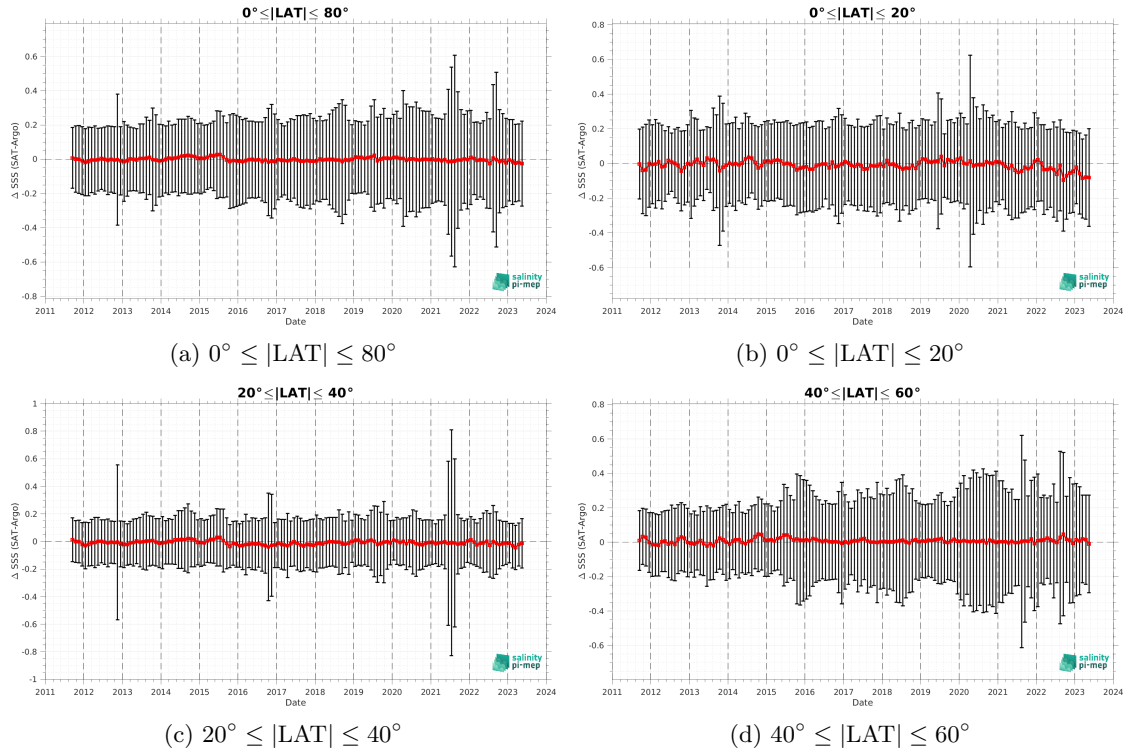 0°≤|LAT|≤ 80°
Δ SSS (SAT-Argo)
0.6
0.4
0.2
0
-0.2
-0.4
-0.6
-0.8
2011 2012 2013 2014 2015 2016 2017 2018 2019 2020 2021 2022 2023 2024
Date
salinity
pi-mep
(a) 0° ≤ |LAT| ≤ 80°
0°≤|LAT|≤ 20°
Δ SSS (SAT-Argo)
0.8
0.6
0.4
0.2
0
-0.2
-0.4
-0.6
2011 2012 2013 2014 2015 2016 2017 2018 2019 2020 2021 2022 2023 2024
Date
salinity
pi-mep
(b) 0° ≤ |LAT| ≤ 20°
20°≤|LAT|≤ 40°
Δ SSS (SAT-Argo)
1
0.8
0.6
0.4
0.2
0
-0.2
-0.4
-0.6
-0.8
-1
2011 2012 2013 2014 2015 2016 2017 2018 2019 2020 2021 2022 2023 2024
Date
salinity
pi-mep
(c) 20° ≤ |LAT| ≤ 40°
40°≤|LAT|≤ 60°
Δ SSS (SAT-Argo)
0.8
0.6
0.4
0.2
0
-0.2
-0.4
-0.6
-0.8
2011 2012 2013 2014 2015 2016 2017 2018 2019 2020 2021 2022 2023 2024
Date
salinity
pi-mep
(d) 40° ≤ |LAT| ≤ 60°